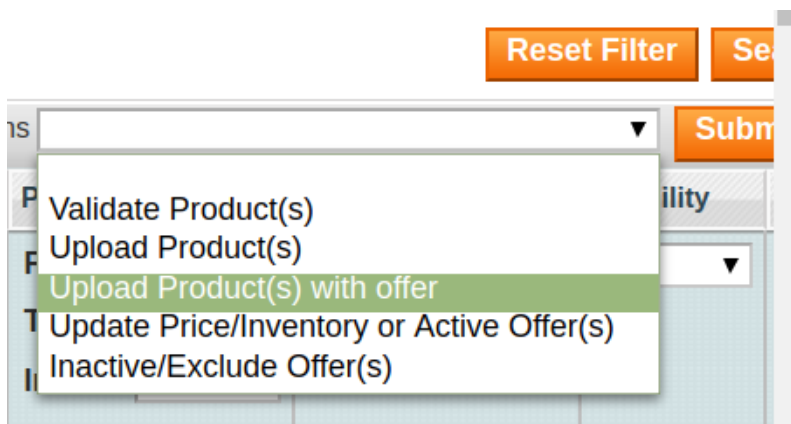 Reset Filter
ns
Validate Product(s)
ility
Upload Product(s)
Upload Product(s) with offer
Update Price/Inventory or Active Offer(s)
Inactive/Exclude Offer(s)